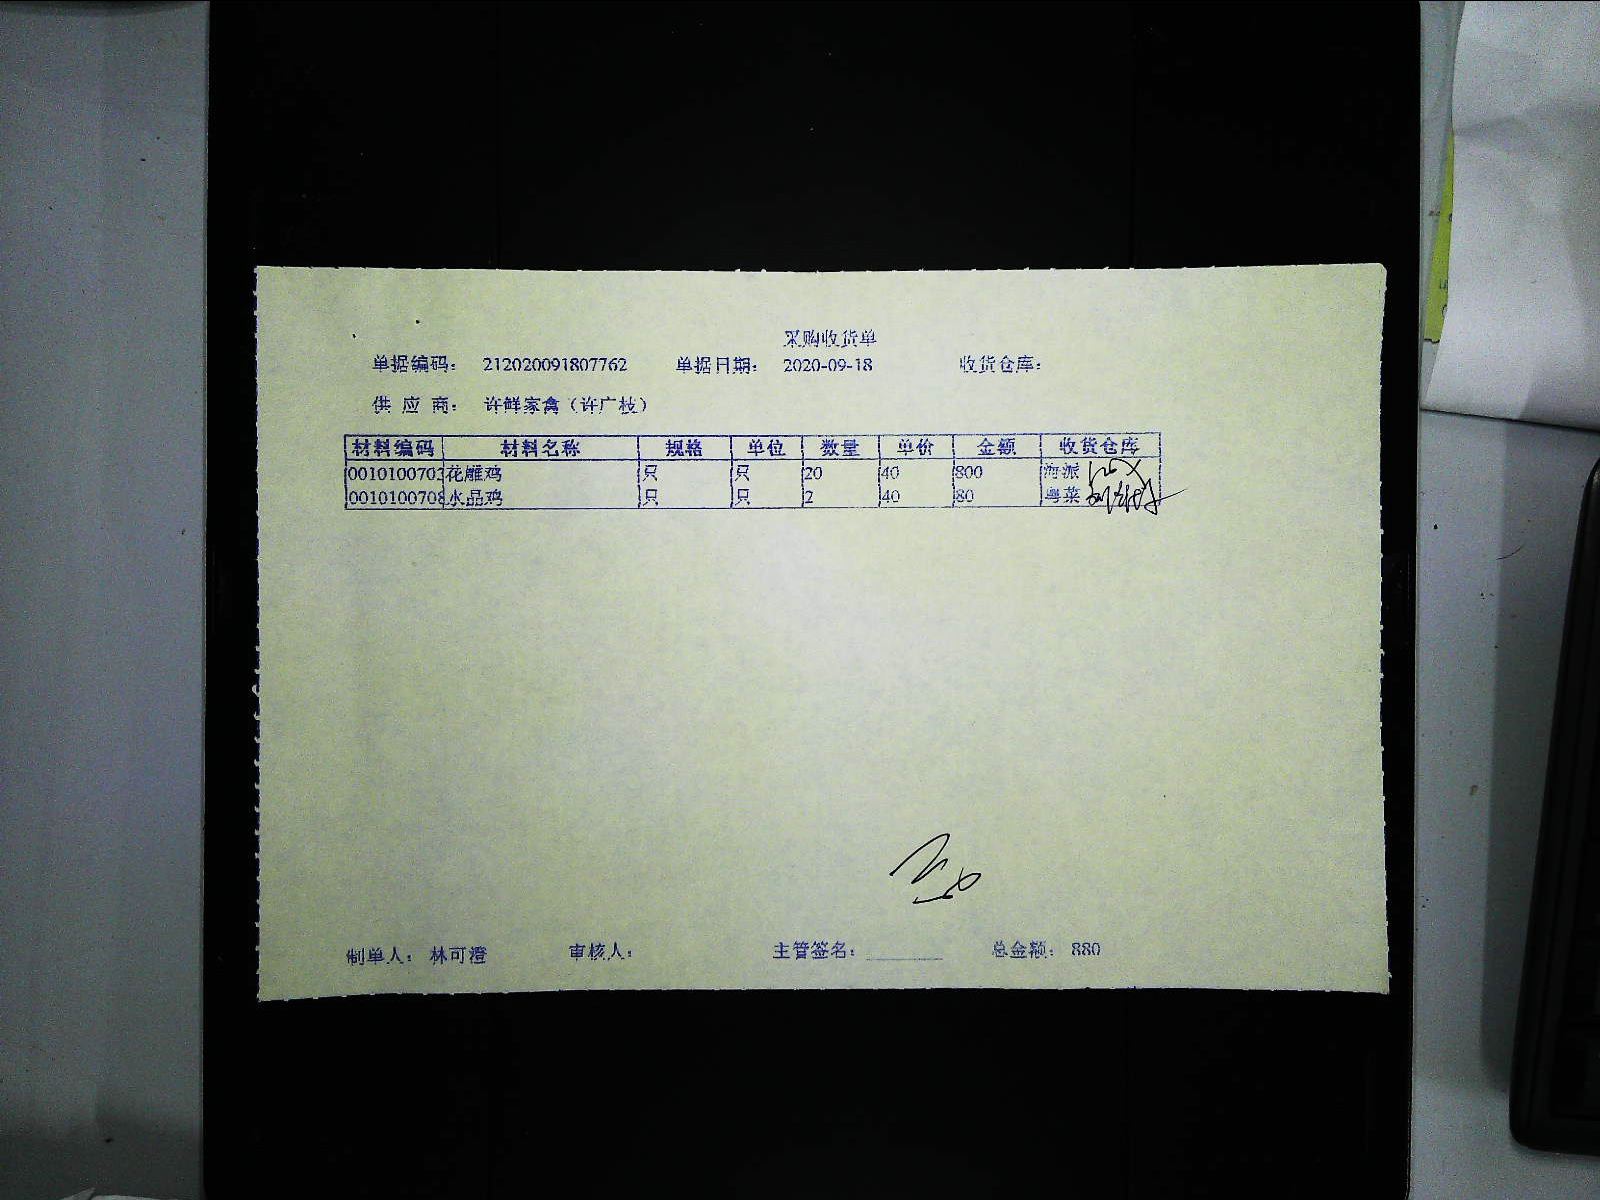 采购收货单
单据编码： 212020091807762 单据日期： 2020-09-18 收货仓库：
供 应 商： 许鲜家禽（许广枝）
材料编码 材料名称 规格 单位 数量 单价 金额 收货仓库
0010100703 花雕鸡 只 只 20 40 800 海派
0010100708 水品鸡 只 只 2 40 80 粤菜
制单人： 林可澄 审核人： 主管签名： 总金额： 880